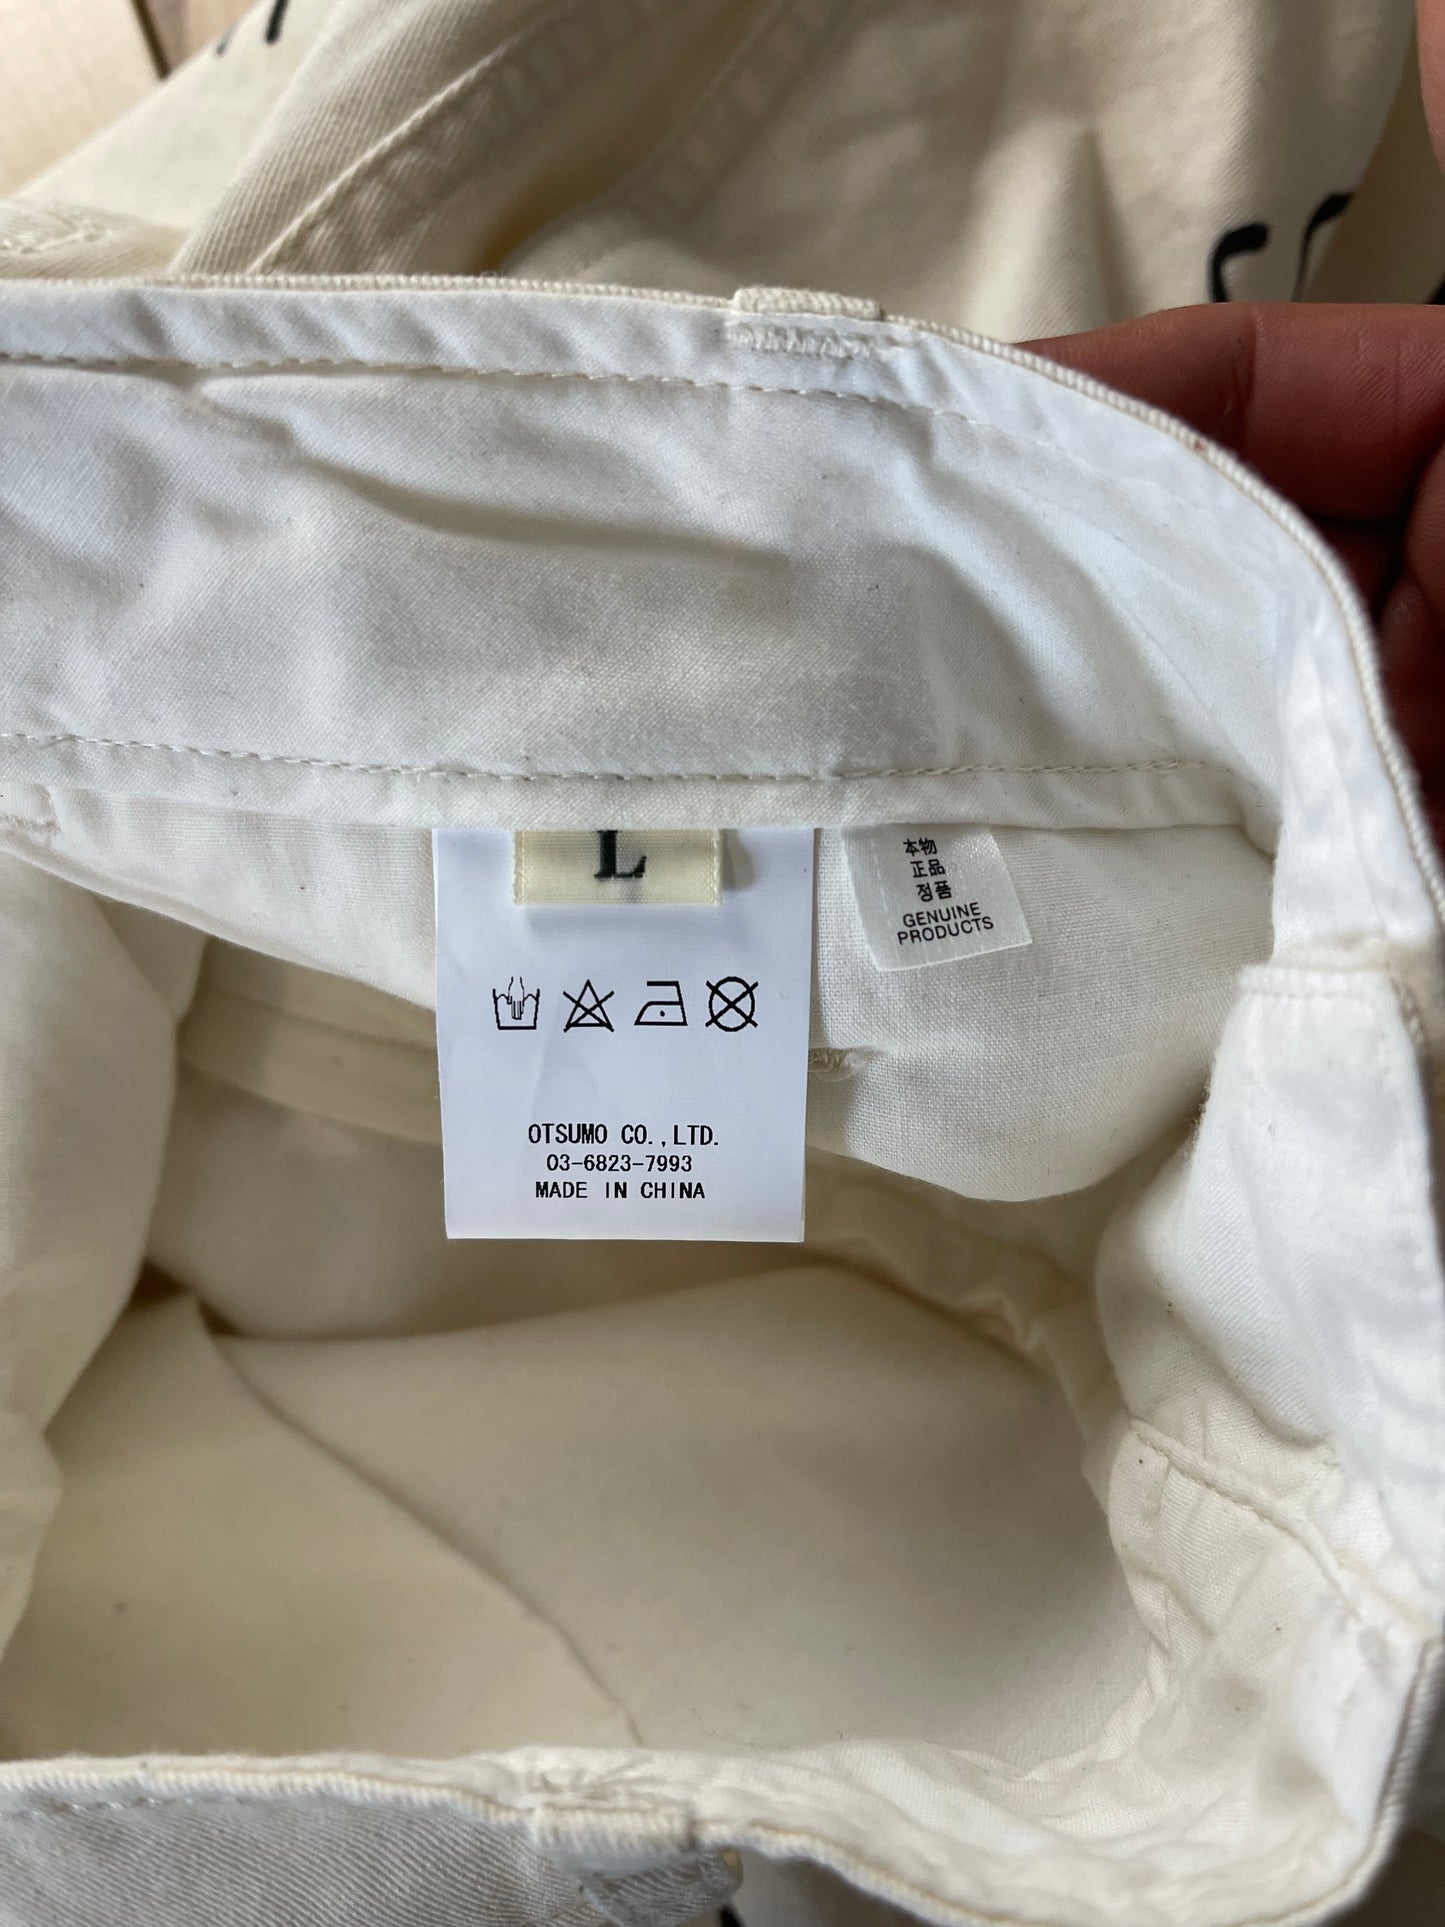 L
本物
正品
정품
GENUINE
PRODUCTS
OTSUMO CO.,LTD.
03-6823-7993
MADE IN CHINA